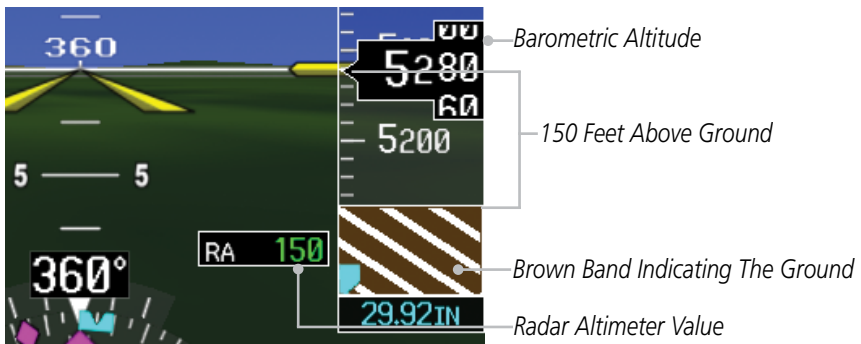 360
5280
60
Barometric Altitude
150 Feet Above Ground
5200
5 5
RA 150
360°
Brown Band Indicating The Ground
29.92IN
Radar Altimeter Value